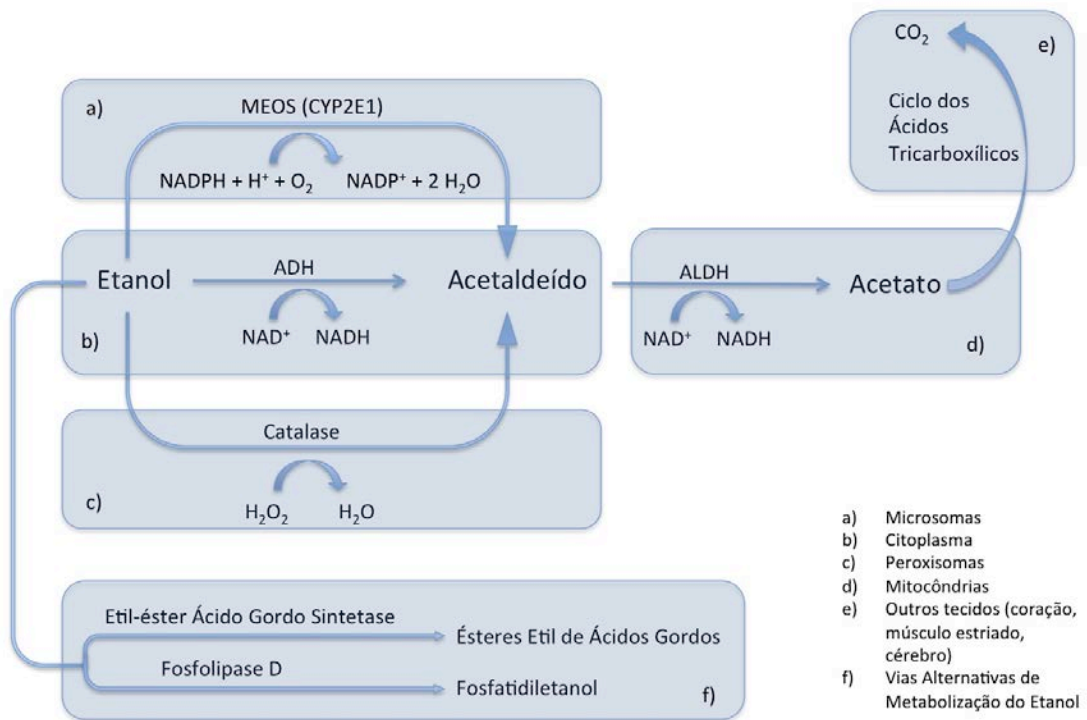 CO₂
e)
Ciclo dos
Ácidos
Tricarboxílicos
a)
MEOS (CYP2E1)
NADPH + H⁺ + O₂
NADP⁺ + 2 H₂O
b)
Etanol
ADH
NAD⁺
NADH
Acetaldeído
ALDH
NAD⁺
NADH
Acetato
d)
Catalase
c)
H₂O₂
H₂O
Etil-éster Ácido Gordo Sintetase
Ésteres Etil de Ácidos Gordos
Fosfolipase D
Fosfatidiletanol
f)
a) Microsomas
b) Citoplasma
c) Peroxisomas
d) Mitocôndrias
e) Outros tecidos (coração,
músculo estriado,
cérebro)
f) Vias Alternativas de
Metabolização do Etanol